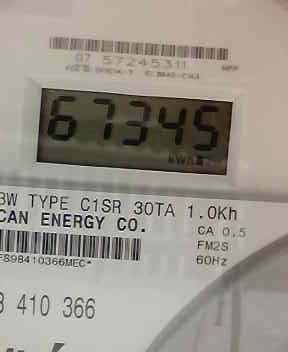 07 57245311
67345
kWh
3W TYPE C1SR 30TA 1.0Kh
CAN ENERGY CO.
CA 0.5
FM2S
60Hz
F898410366MEC*
3 410 366